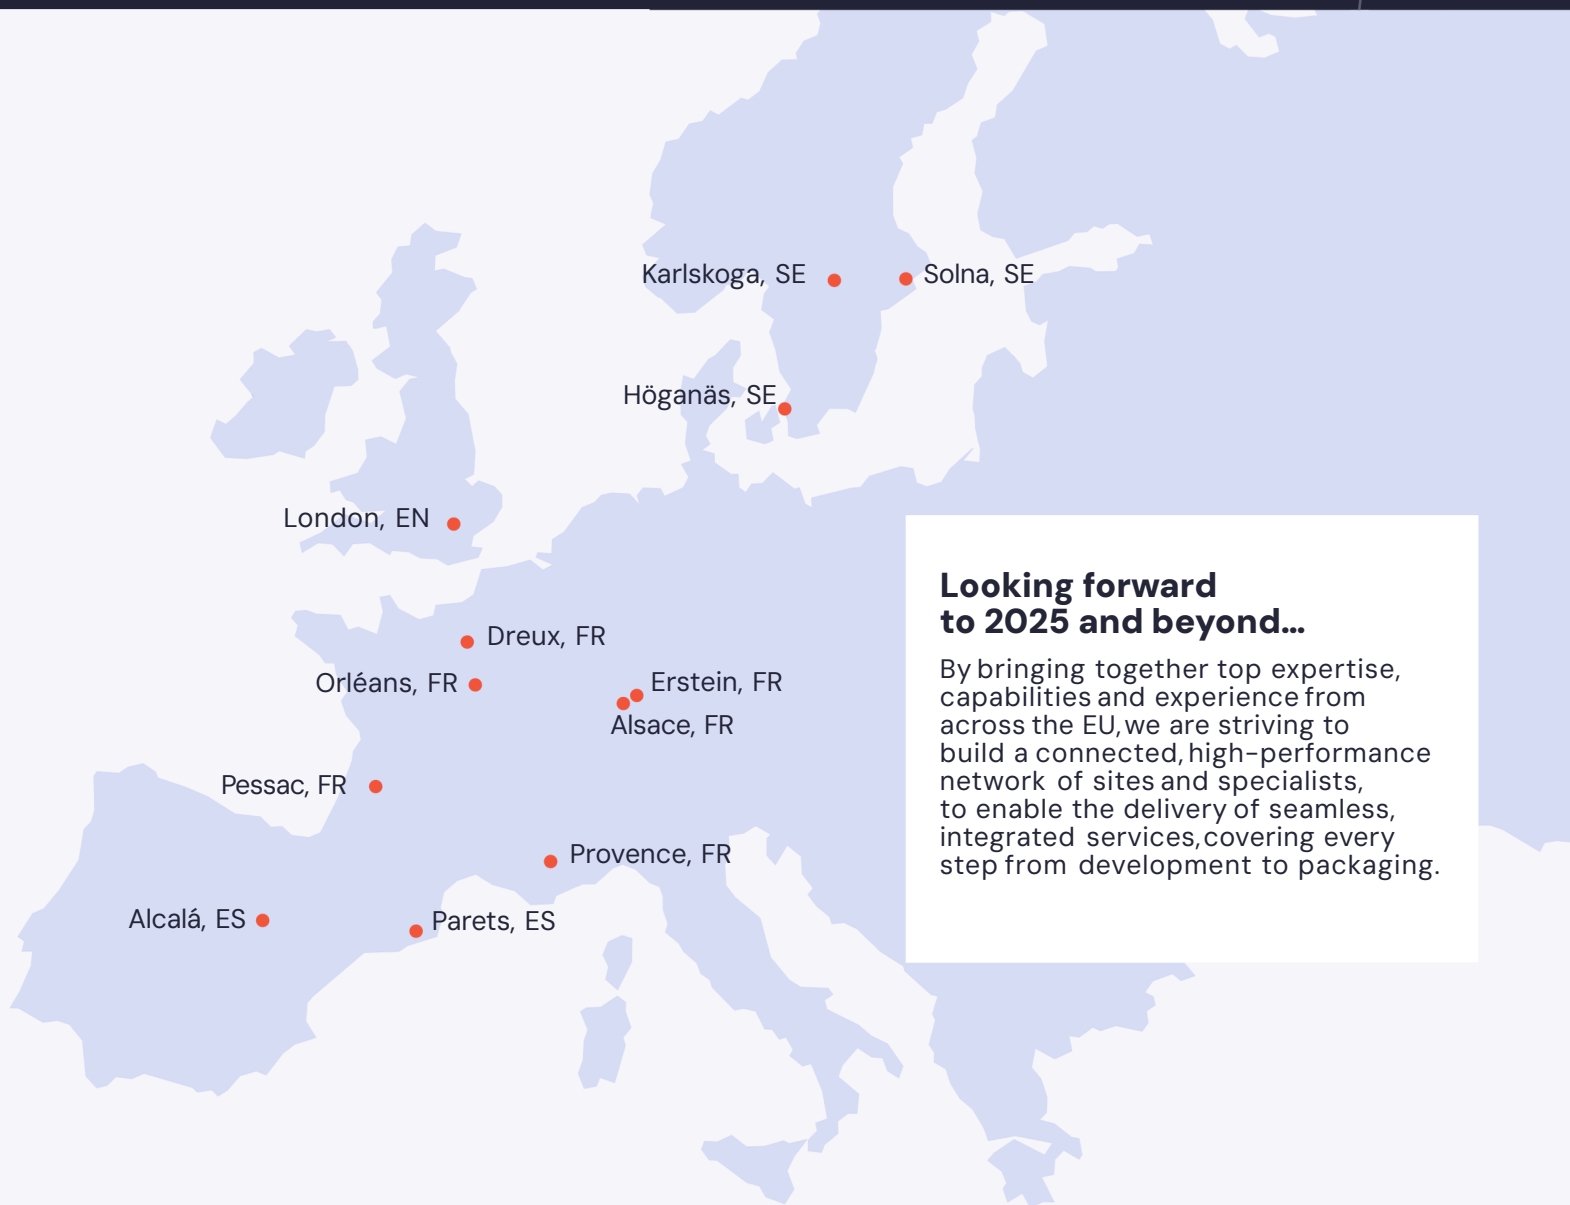 Karlskoga, SE
Solna, SE
Höganäs, SE
London, EN
Dreux, FR
Orléans, FR
Erstein, FR
Alsace, FR
Pessac, FR
Provence, FR
Alcalá, ES
Parets, ES
Looking forward
to 2025 and beyond...
By bringing together top expertise,
capabilities and experience from
across the EU, we are striving to
build a connected, high-performance
network of sites and specialists,
to enable the delivery of seamless,
integrated services, covering every
step from development to packaging.